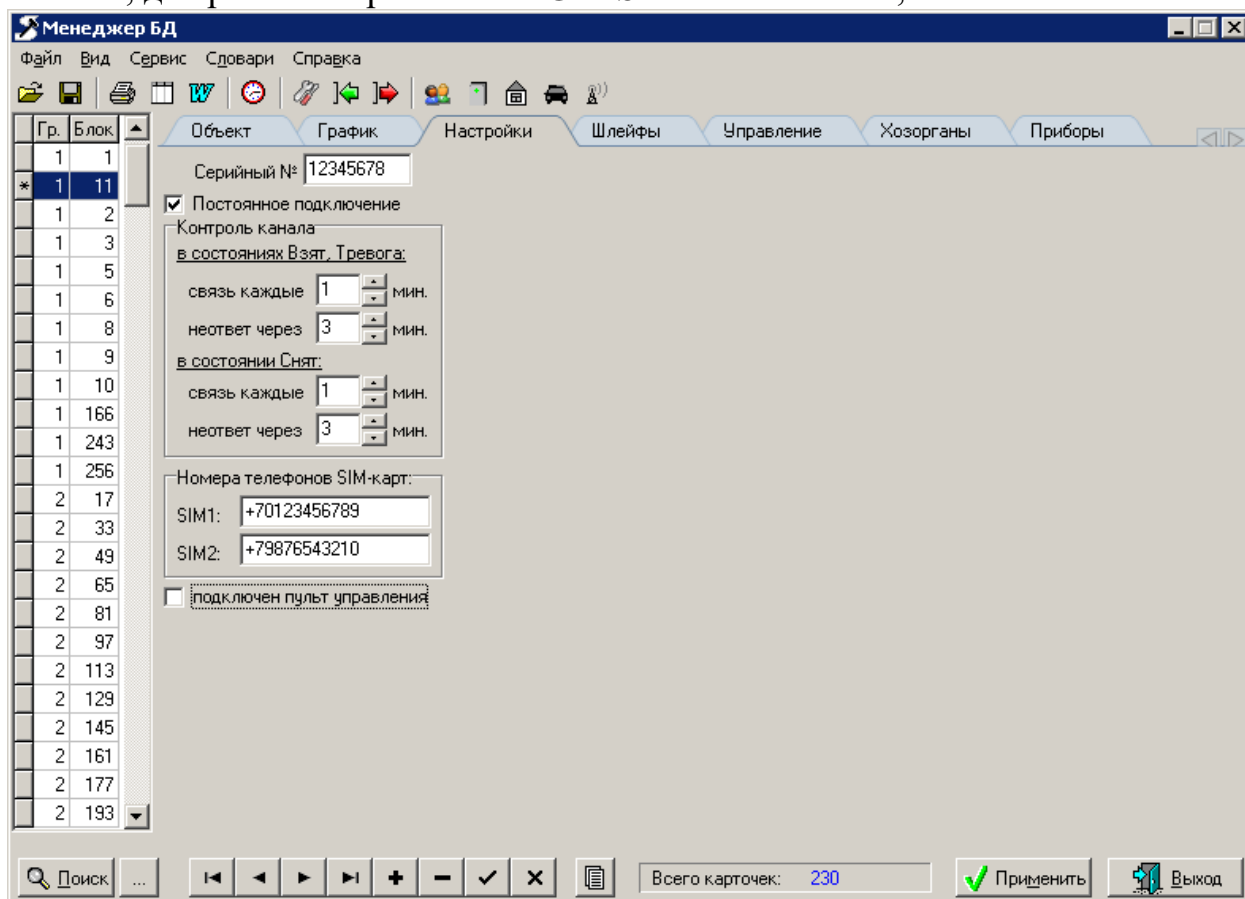 Менеджер БД
Файл Вид Сервис Словари Справка
Гр. Блок
Объект График Настройки Шлейфы Управление Хозорганы Приборы
1 1
* 1 11
1 2
1 3
1 5
1 6
1 8
1 9
1 10
1 166
1 243
1 256
2 17
2 33
2 49
2 65
2 81
2 97
2 113
2 129
2 145
2 161
2 177
2 193
Серийный № 12345678
Постоянное подключение
Контроль канала
в состояниях Взят, Тревога:
связь каждые 1 мин.
неответ через 3 мин.
в состоянии Снят:
связь каждые 1 мин.
неответ через 3 мин.
Номера телефонов SIM-карт:
SIM1: +70123456789
SIM2: +79876543210
подключен пульт управления
Поиск ... Всего карточек: 230 Применить Выход